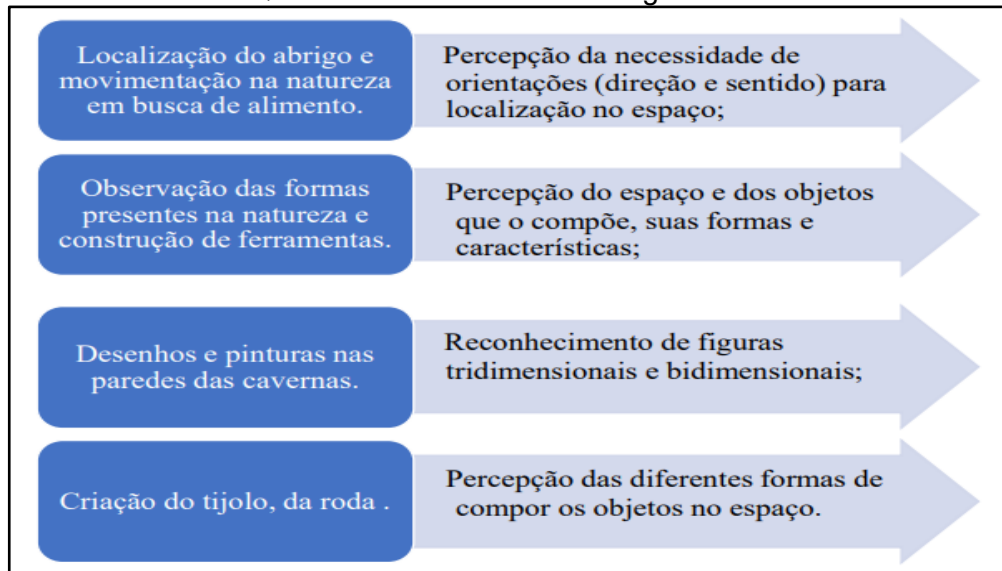 Localização do abrigo e
movimentação na natureza
em busca de alimento.
Percepção da necessidade de
orientações (direção e sentido) para
localização no espaço;
Observação das formas
presentes na natureza e
construção de ferramentas.
Percepção do espaço e dos objetos
que o compõe, suas formas e
características;
Desenhos e pinturas nas
paredes das cavernas.
Reconhecimento de figuras
tridimensionais e bidimensionais;
Criação do tijolo, da roda .
Percepção das diferentes formas de
compor os objetos no espaço.